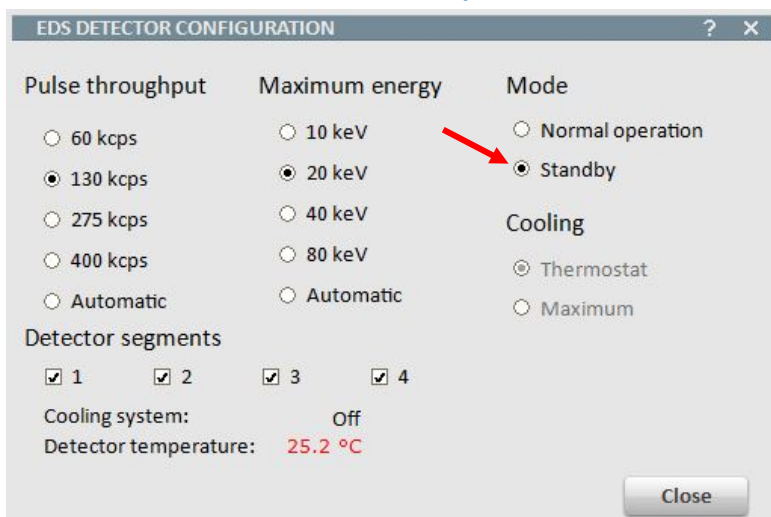 EDS DETECTOR CONFIGURATION ? X
Pulse throughput Maximum energy Mode
60 kcps 10 keV Normal operation
130 kcps 20 keV Standby
275 kcps 40 keV Cooling
400 kcps 80 keV Thermostat
Automatic Automatic Maximum
Detector segments
1 2 3 4
Cooling system: Off
Detector temperature: 25.2 °C
Close